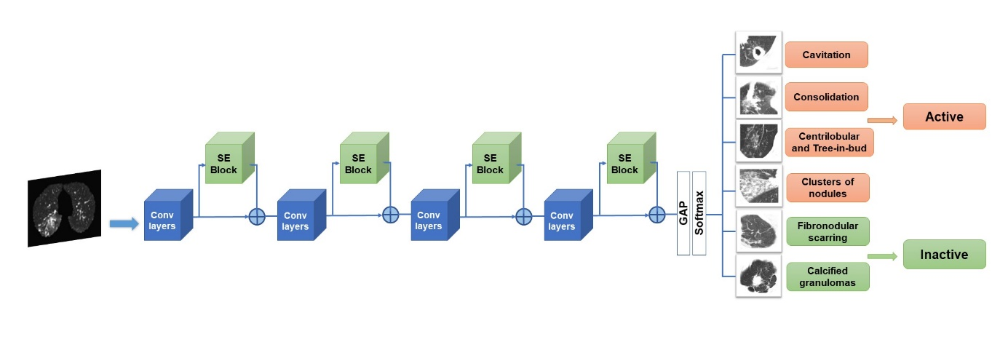 SE
Block
SE
Block
SE
Block
SE
Block
Conv
layers
Conv
layers
Conv
layers
Conv
layers
GAP
Softmax
Cavitation
Consolidation
Centrilobular
and Tree-in-bud
Clusters of
nodules
Fibronodular
scarring
Calcified
granulomas
Active
Inactive